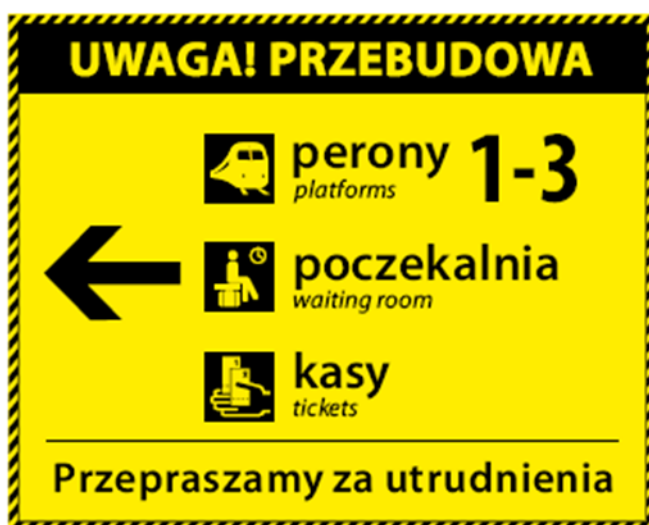 UWAGA! PRZEBUDOWA
perony 1-3
platforms
poczekalnia
waiting room
kasy
tickets
Przepraszamy za utrudnienia